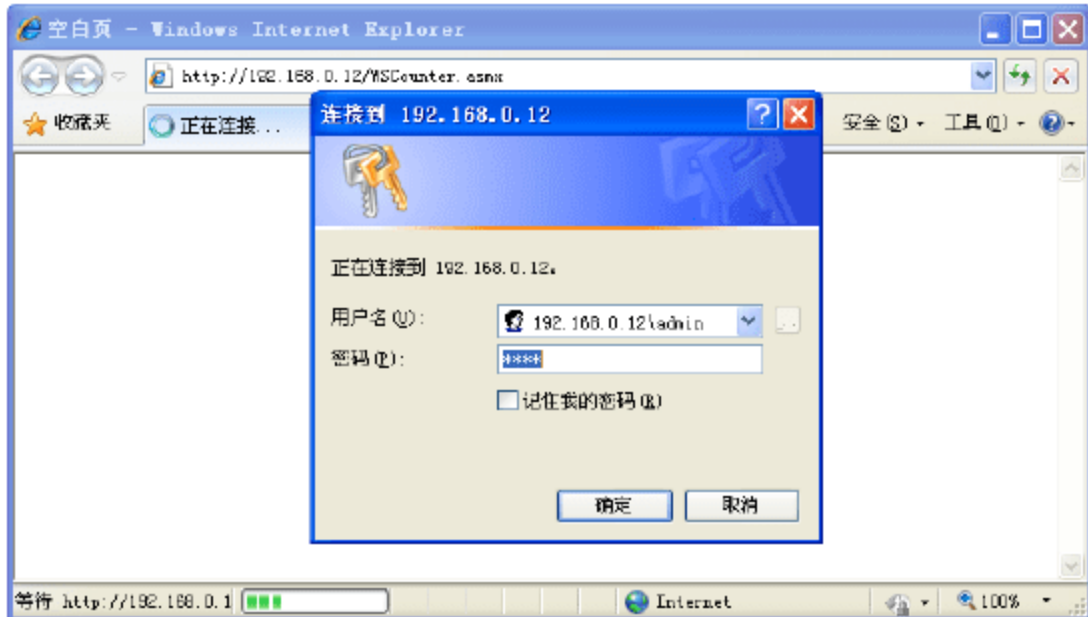 空白页 - Windows Internet Explorer
http://192.168.0.12/WSCounter.asmx
收藏夹
正在连接...
安全(S)
工具(O)
连接到 192.168.0.12
正在连接到 192.168.0.12。
用户名(U):
192.168.0.12\admin
密码(P):
****
记住我的密码(R)
确定
取消
等待 http://192.168.0.1
Internet
100%